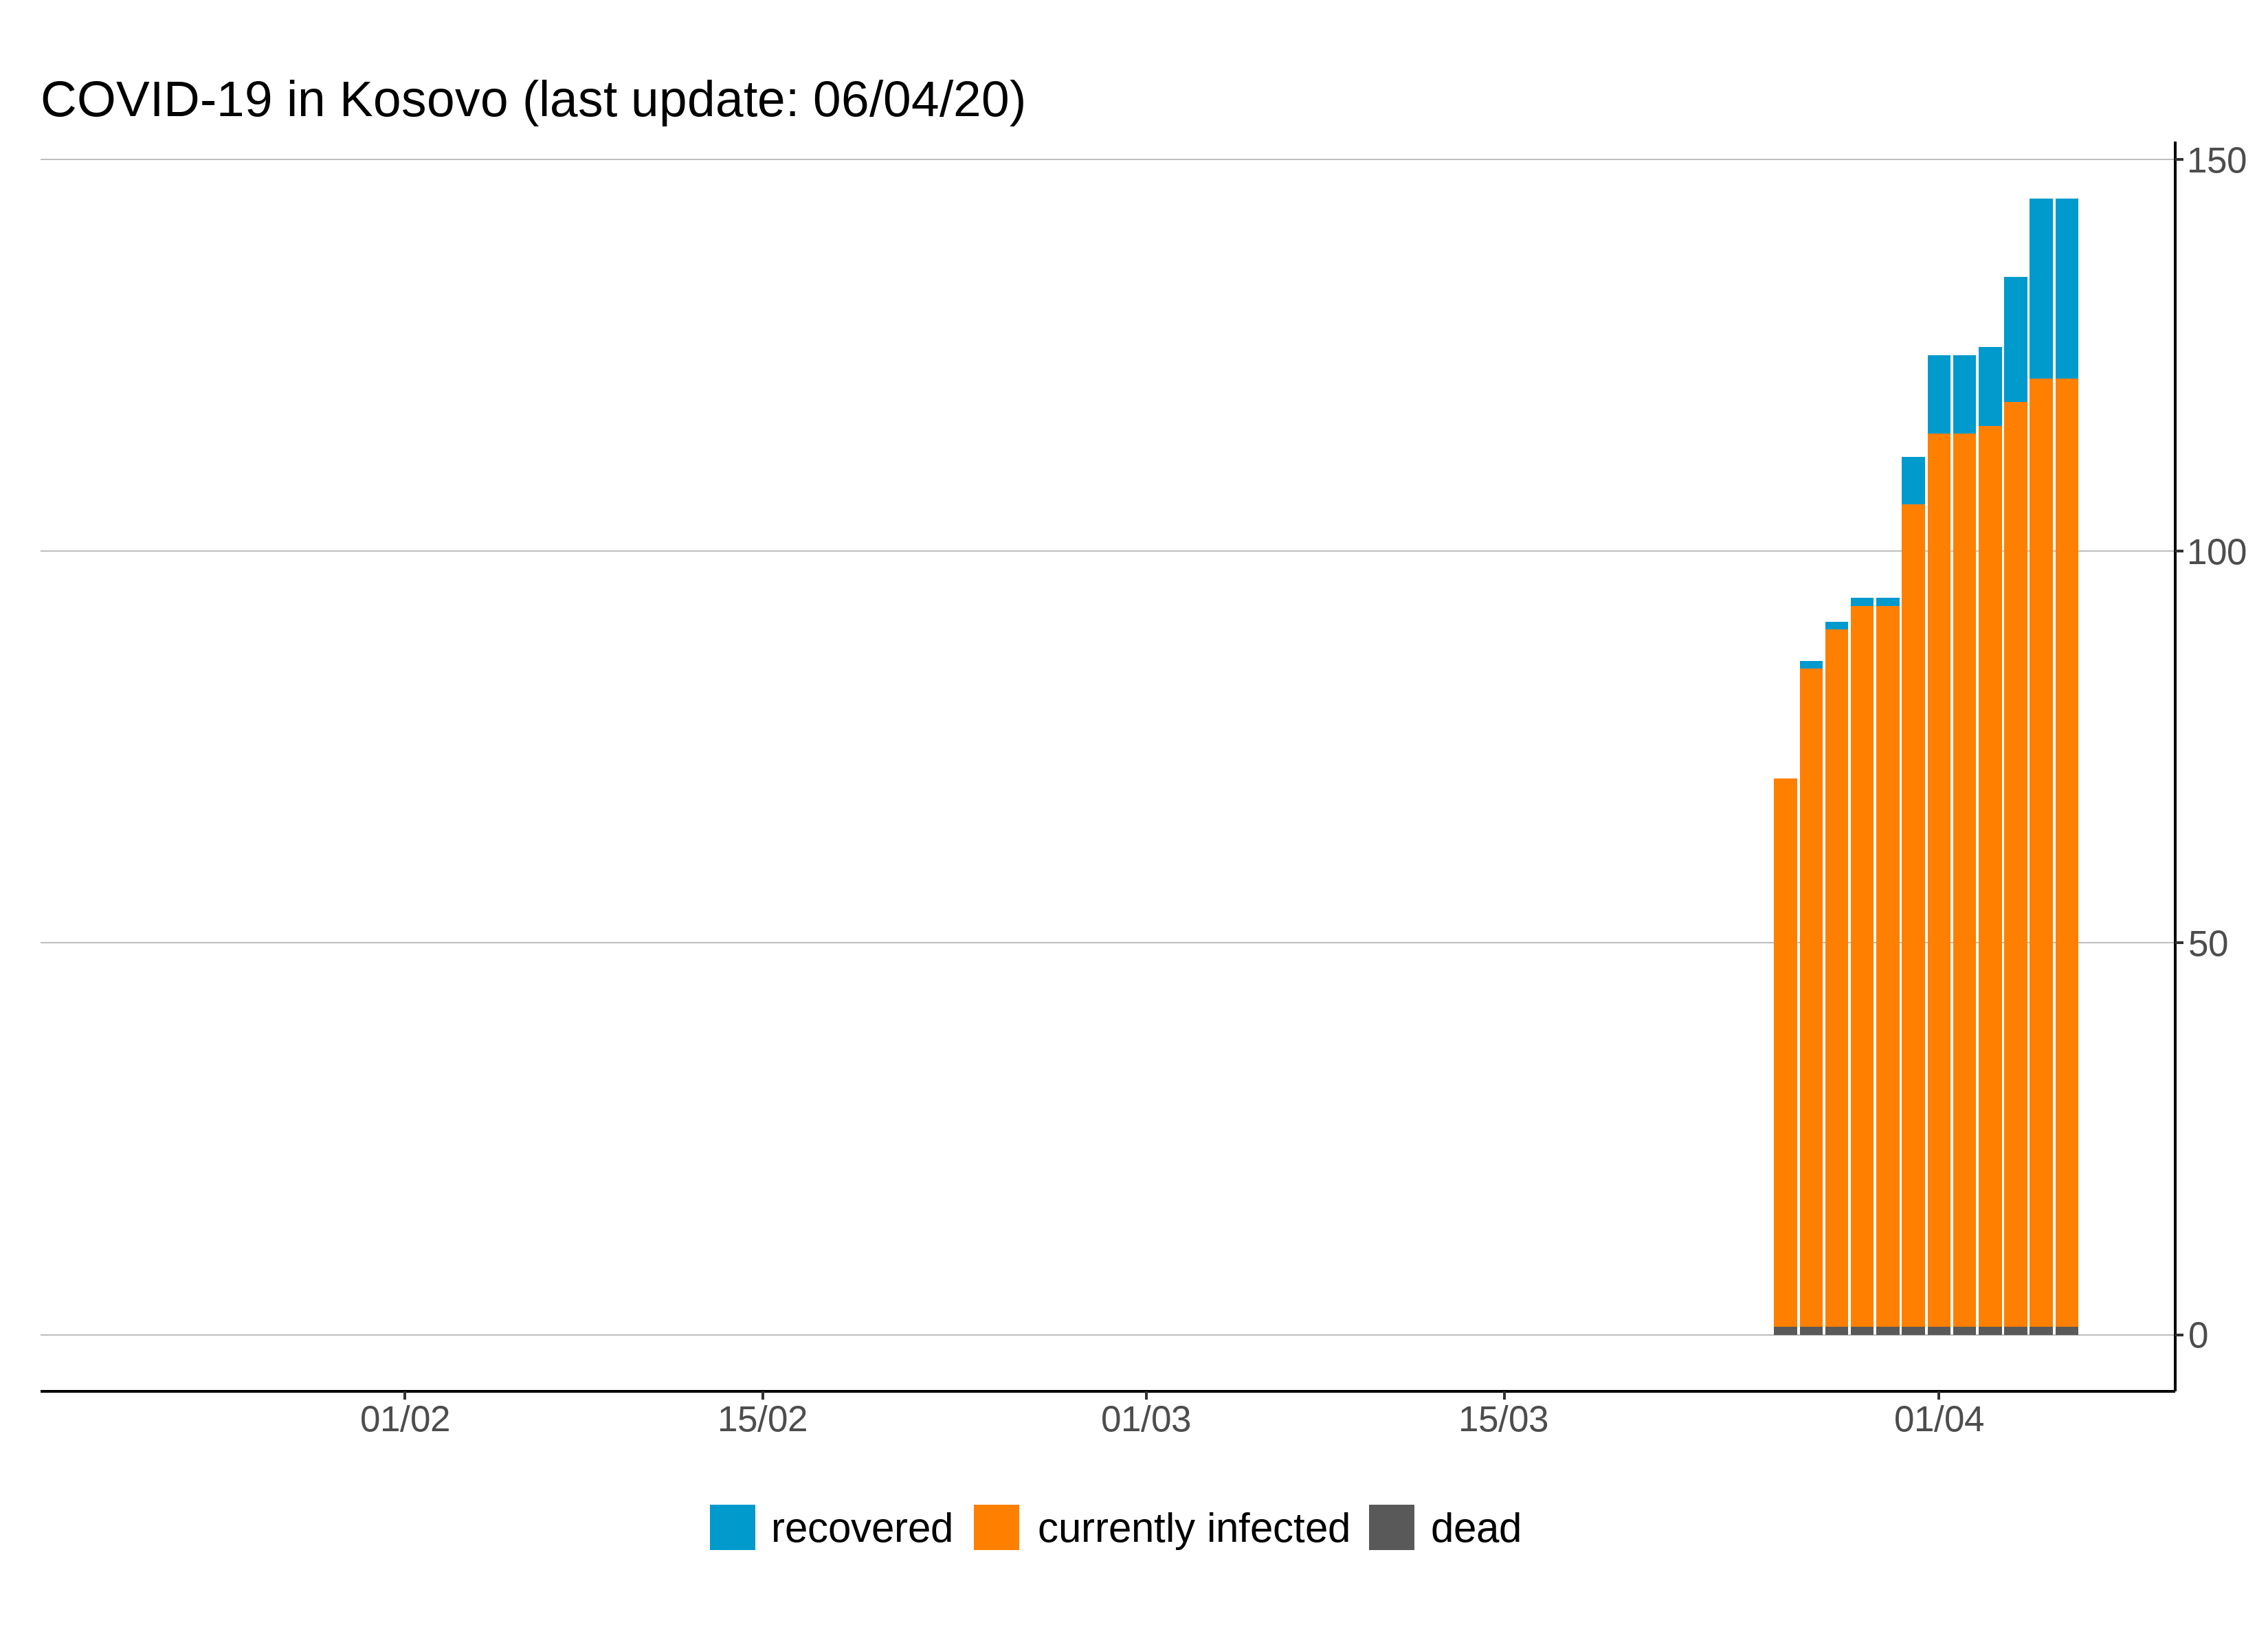 COVID-19 in Kosovo (last update: 06/04/20)
150
100
50
0
01/02 15/02 01/03 15/03 01/04
recovered currently infected dead